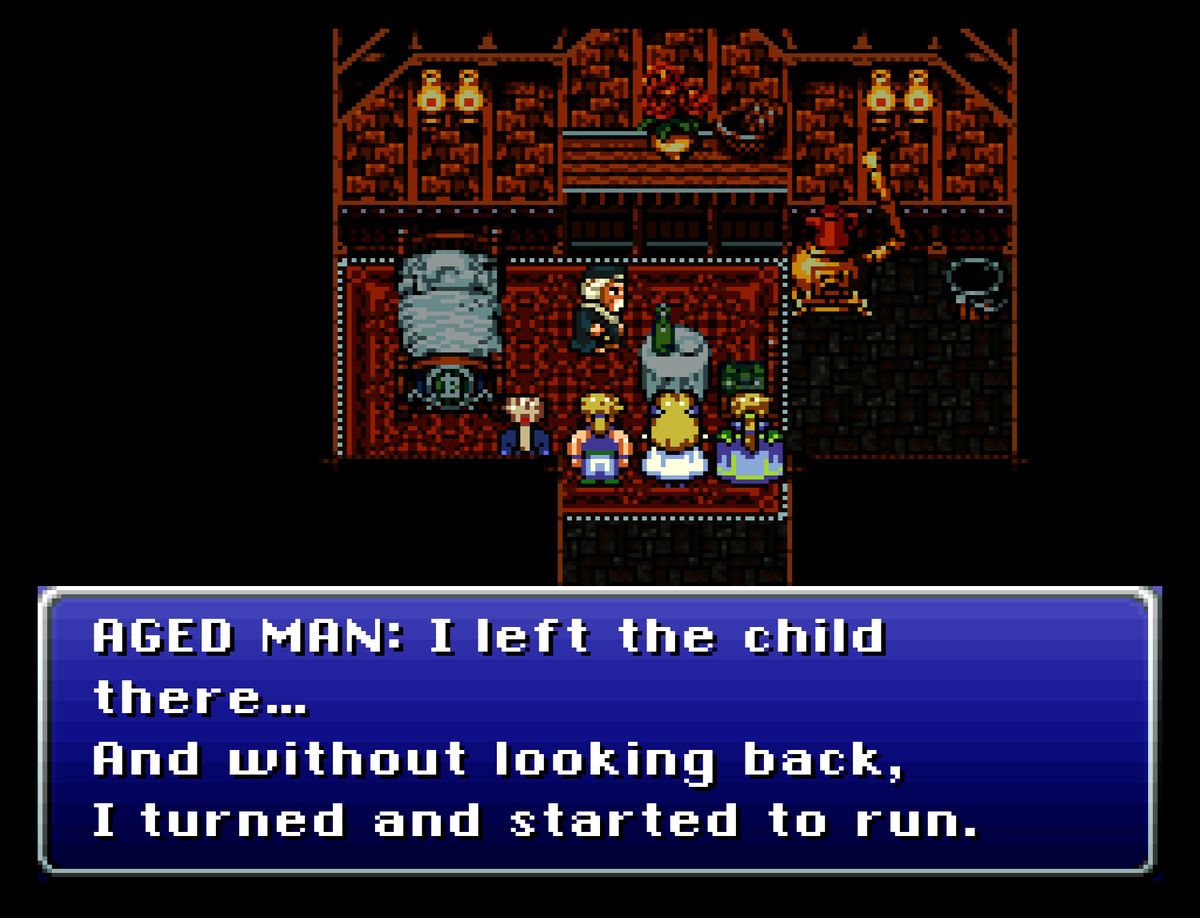 AGED MAN: I left the child
there…
And without looking back,
I turned and started to run.